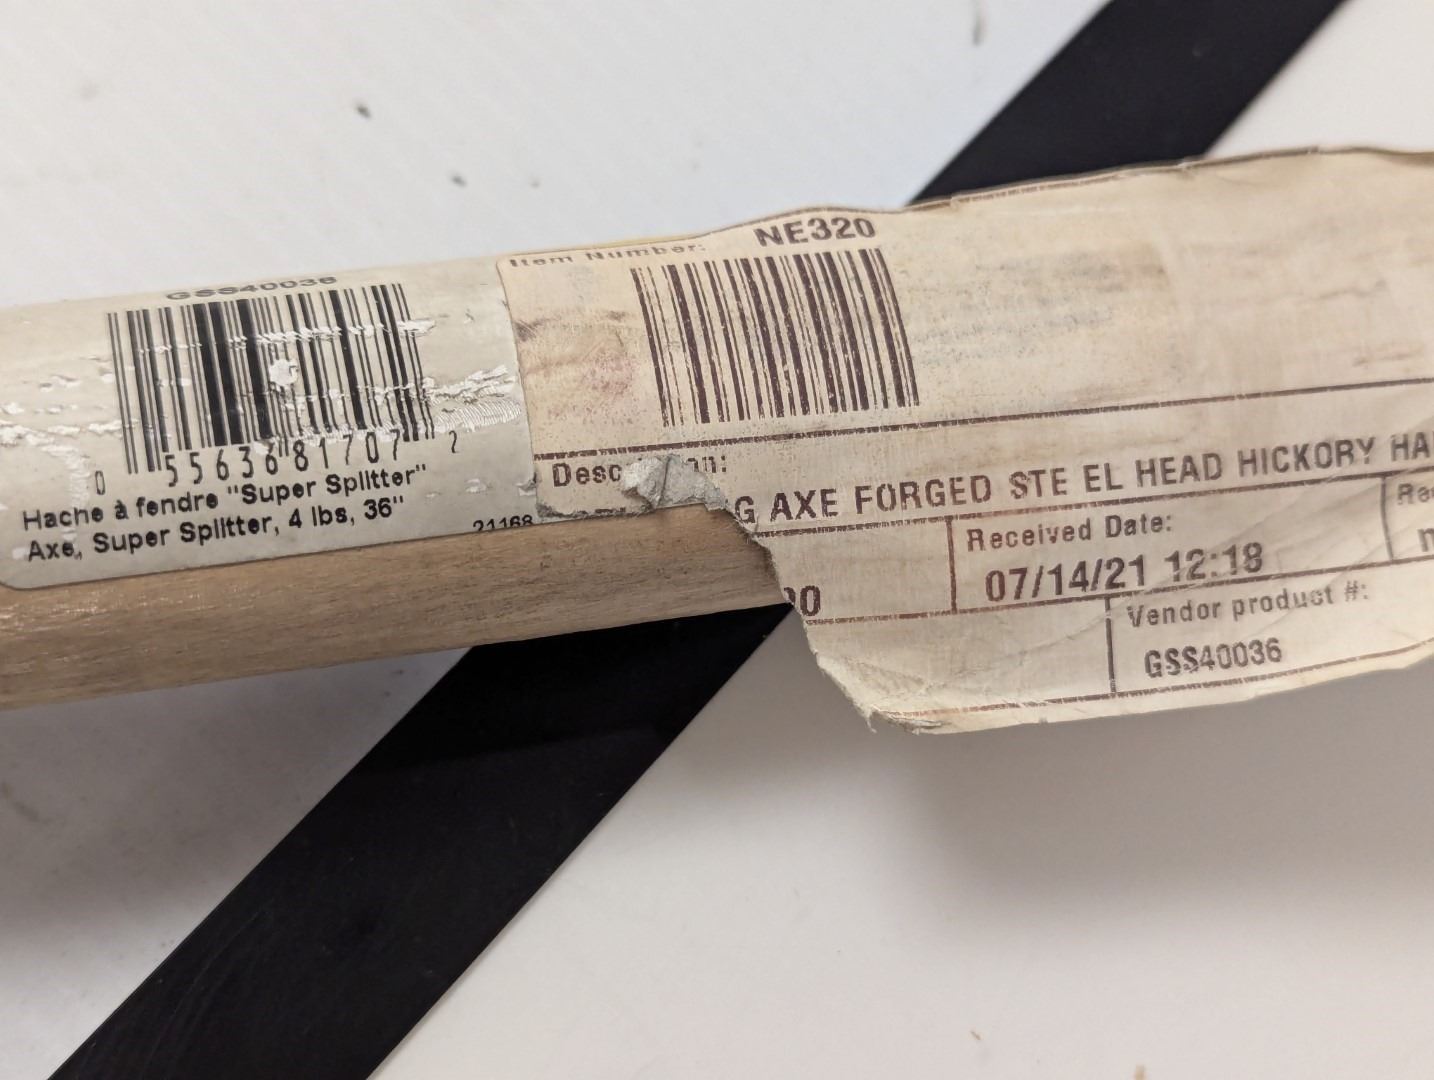 GSS40036
0 55636 81707 2
Hache à fendre "Super Splitter"
Axe, Super Splitter, 4 lbs, 36"
21168
Item Number: NE320
G AXE FORGED STE EL HEAD HICKORY HA
Received Date:
07/14/21 12:18
Vendor product #:
GSS40036